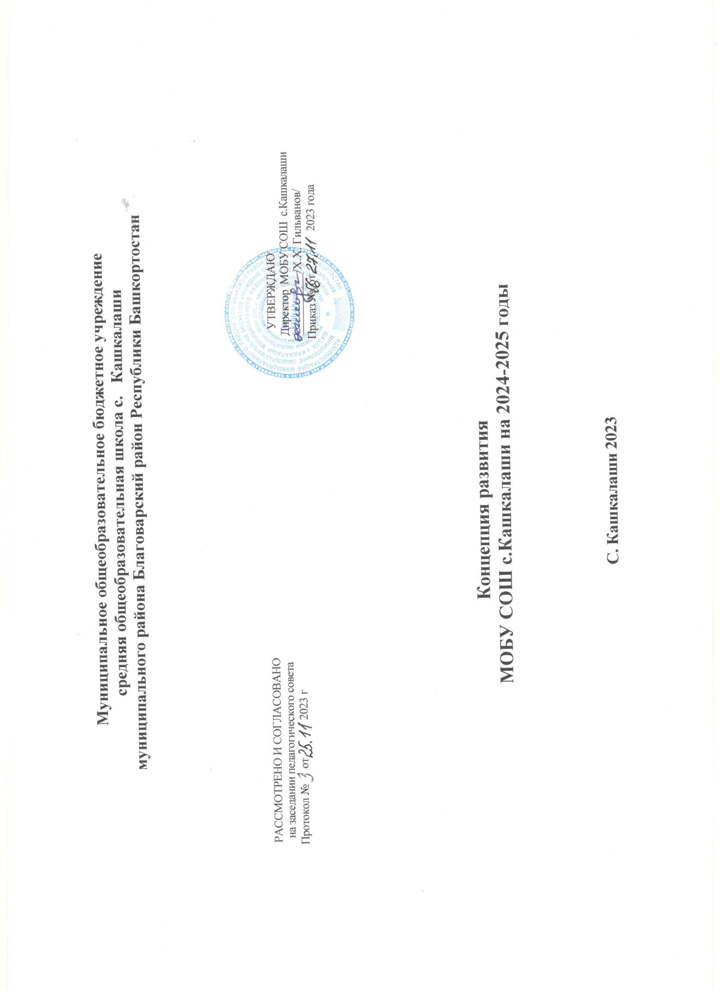 Муниципальное общеобразовательное бюджетное учреждение
средняя общеобразовательная школа с. Кашкалаши
муниципального района Благоварский район Республики Башкортостан
РАССМОТРЕНО И СОГЛАСОВАНО
на заседании педагогического совета
Протокол № 3 от 25.11 2023 г
УТВЕРЖДАЮ
Директор МОБУ СОШ с.Кашкалаши
/Х.Х. Гильванов/
Приказ № от 27.11 2023 года
Концепция развития
МОБУ СОШ с.Кашкалаши на 2024-2025 годы
С. Кашкалаши 2023